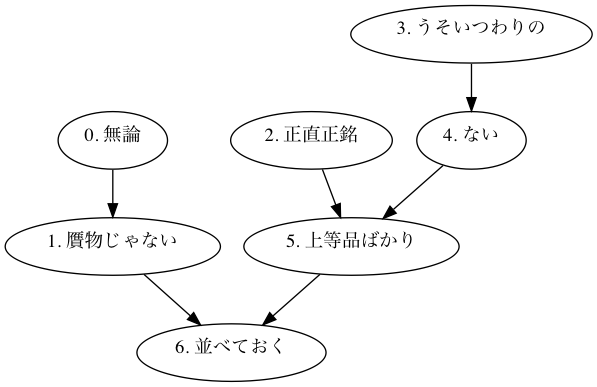 3. うそいつわりの
0. 無論
2. 正直正銘
4. ない
1. 贋物じゃない
5. 上等品ばかり
6. 並べておく